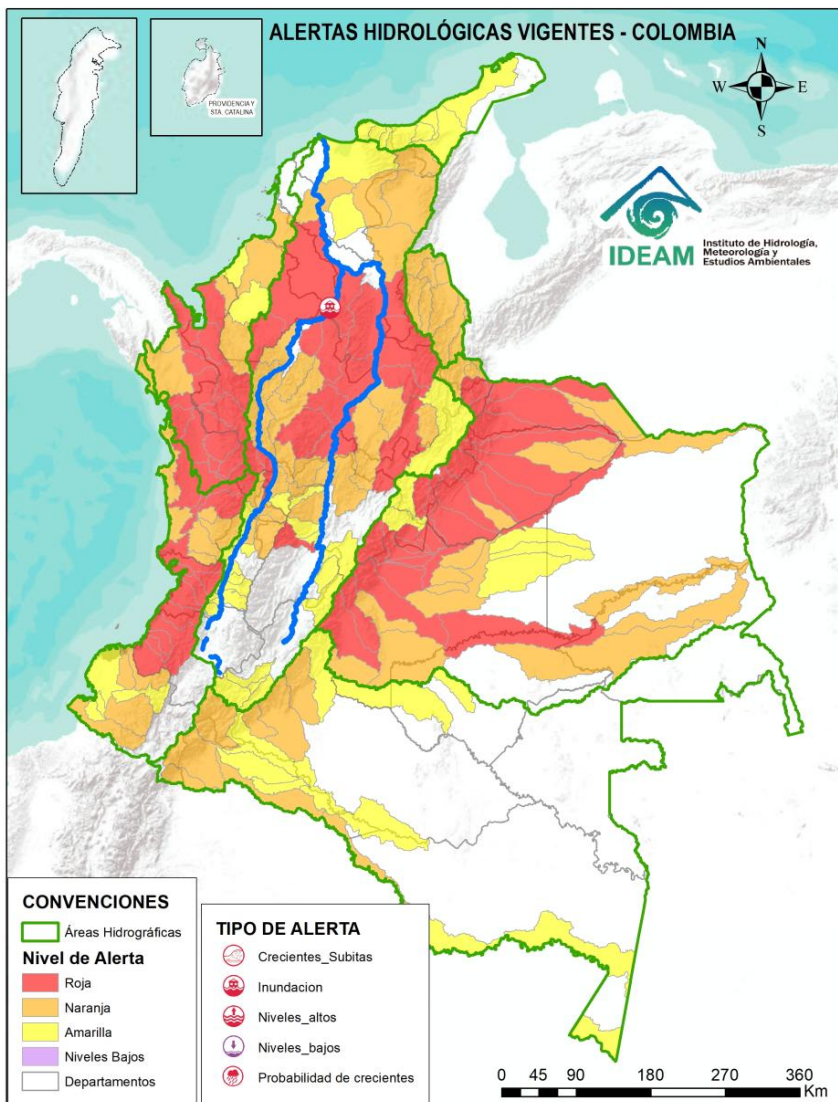 ALERTAS HIDROLÓGICAS VIGENTES - COLOMBIA
PROVIDENCIA Y
STA. CATALINA
N
W
E
S
IDEAM
Instituto de Hidrología,
Meteorología y
Estudios Ambientales
CONVENCIONES
Áreas Hidrográficas
Nivel de Alerta
Roja
Naranja
Amarilla
Niveles Bajos
Departamentos
TIPO DE ALERTA
Crecientes_Subitas
Inundacion
Niveles_altos
Niveles_bajos
Probabilidad de crecientes
0 45 90 180 270 360
Km